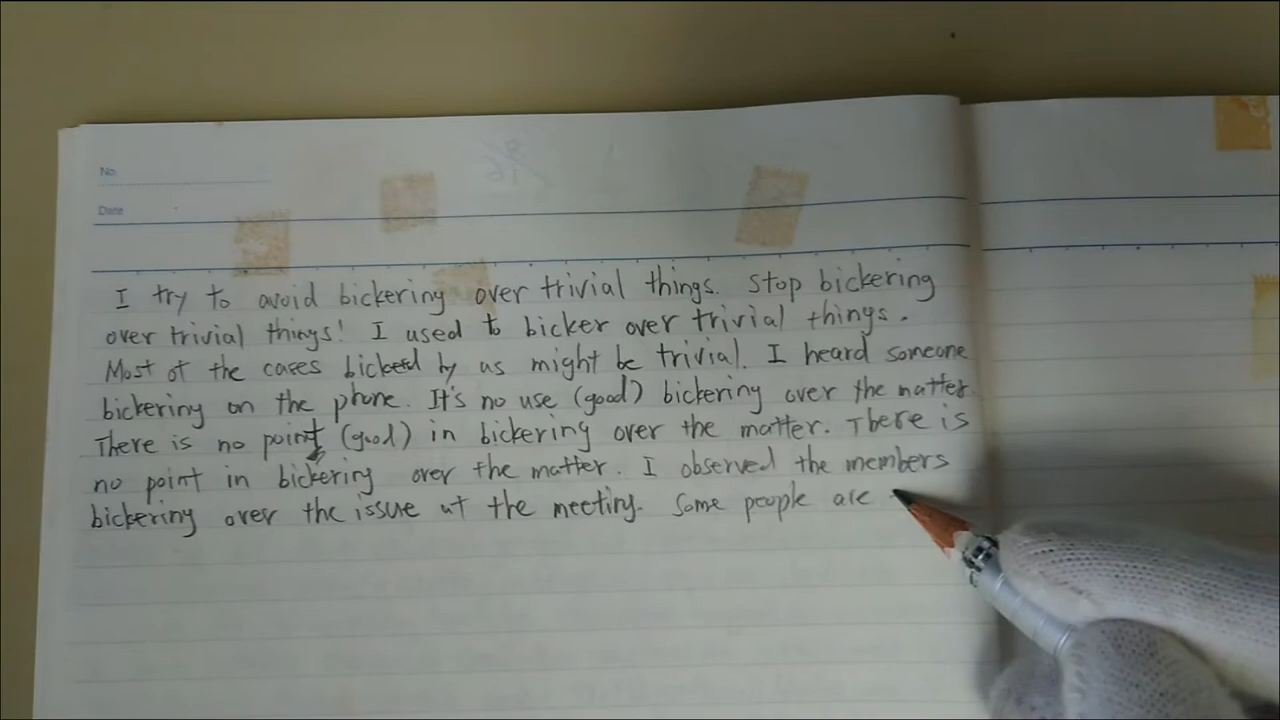 No.
Date
I try to avoid bickering over trivial things. Stop bickering
over trivial things! I used to bicker over trivial things.
Most of the cases bickered by us might be trivial. I heard someone
bickering on the phone. It's no use (good) bickering over the matter.
There is no point (good) in bickering over the matter. There is
no point in bickering over the matter. I observed the members
bickering over the issue at the meeting. Some people are